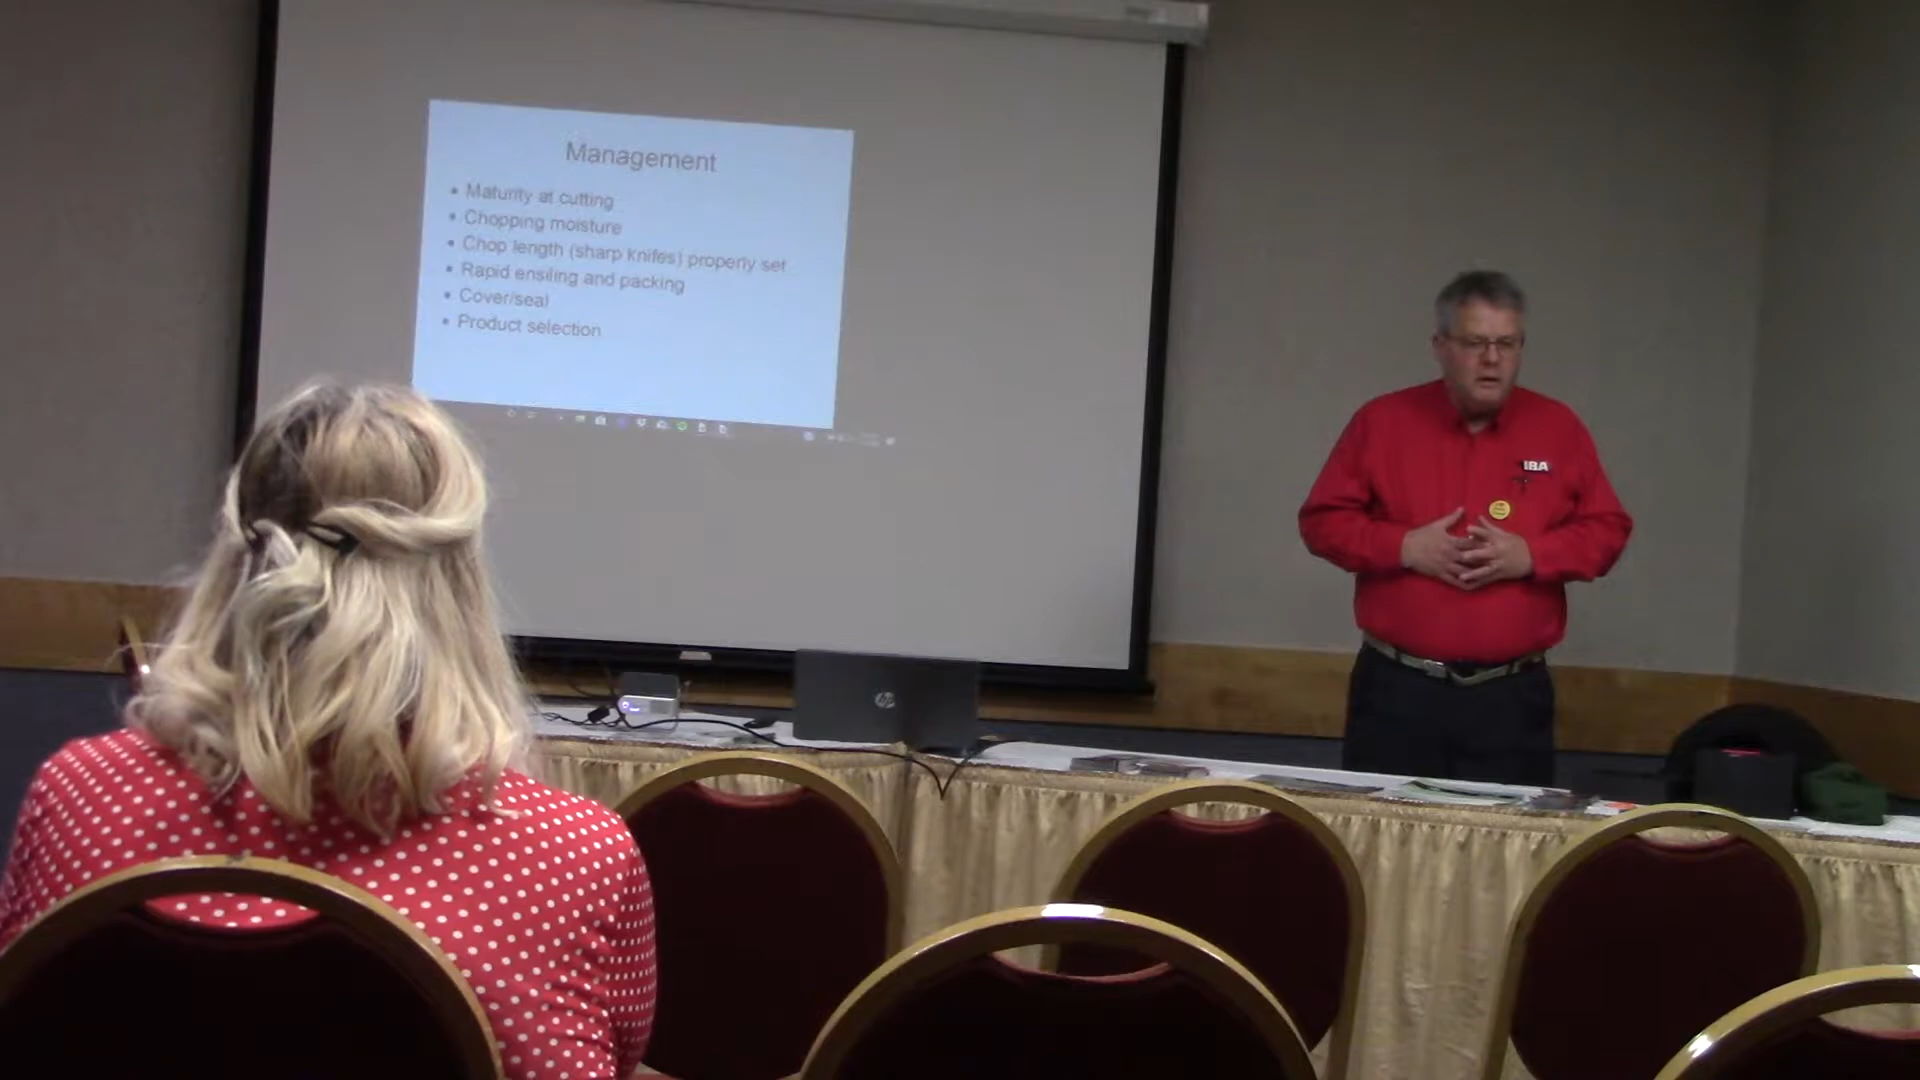 Management
• Maturity at cutting
• Chopping moisture
• Chop length (sharp knifes) properly set
• Rapid ensiling and packing
• Cover/seal
• Product selection
IBA
hp